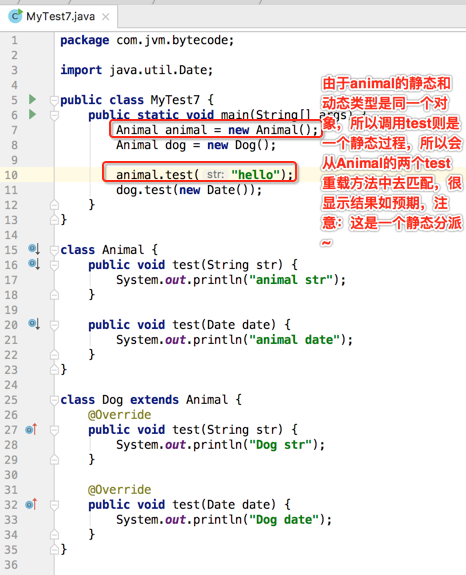 MyTest7.java ×
1 package com.jvm.bytecode;
2
3 import java.util.Date;
4
5 public class MyTest7 {
6 public static void main(String[] args) {
7 Animal animal = new Animal();
8 Animal dog = new Dog();
9
10 animal.test( str: "hello");
11 dog.test(new Date());
12 }
13 }
14
15 class Animal {
16 public void test(String str) {
17 System.out.println("animal str");
18 }
19
20 public void test(Date date) {
21 System.out.println("animal date");
22 }
23 }
24
25 class Dog extends Animal {
26 @Override
27 public void test(String str) {
28 System.out.println("Dog str");
29 }
30
31 @Override
32 public void test(Date date) {
33 System.out.println("Dog date");
34 }
35 }
36
由于animal的静态和
动态类型是同一个对
象，所以调用test则是
一个静态过程，所以会
从Animal的两个test
重载方法中去匹配，很
显示结果如预期，注
意：这是一个静态分派
~